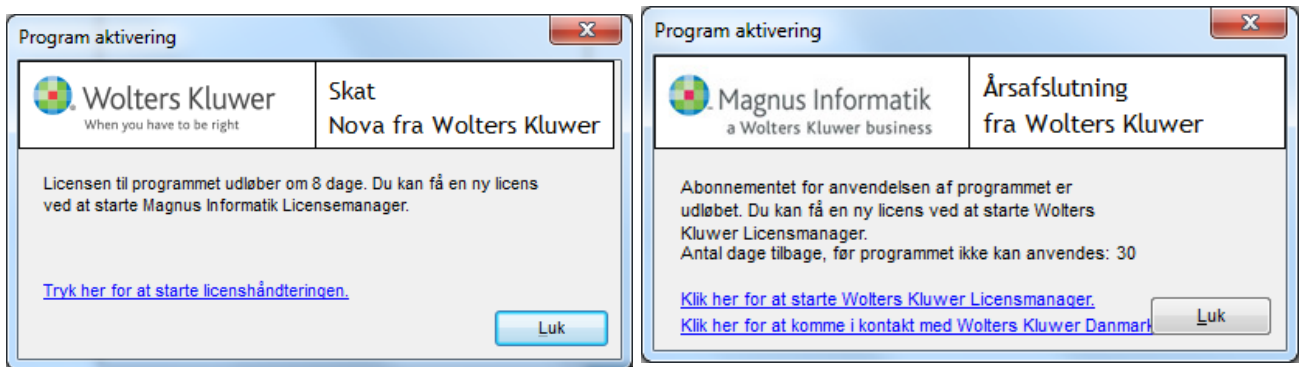 Program aktivering
Wolters Kluwer
When you have to be right
Skat
Nova fra Wolters Kluwer
Licensen til programmet udløber om 8 dage. Du kan få en ny licens
ved at starte Magnus Informatik Licensemanager.
Tryk her for at starte licenshåndteringen.
Luk
Program aktivering
Magnus Informatik
a Wolters Kluwer business
Årsafslutning
fra Wolters Kluwer
Abonnementet for anvendelsen af programmet er
udløbet. Du kan få en ny licens ved at starte Wolters
Kluwer Licensmanager.
Antal dage tilbage, før programmet ikke kan anvendes: 30
Klik her for at starte Wolters Kluwer Licensmanager.
Klik her for at komme i kontakt med Wolters Kluwer Danmark
Luk